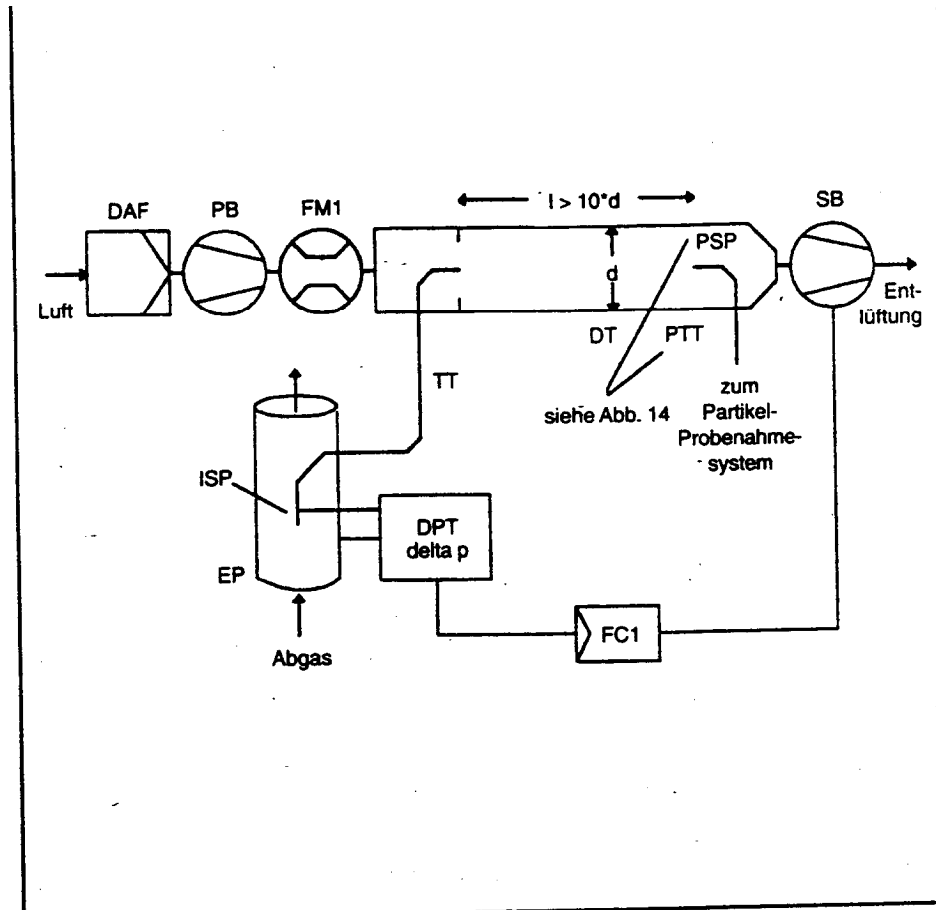 l > 10*d
DAF
PB
FM1
SB
PSP
d
Luft
Ent-
lüftung
DT
PTT
TT
siehe Abb. 14
zum
Partikel-
Probenahme-
system
ISP
DPT
delta p
EP
FC1
Abgas